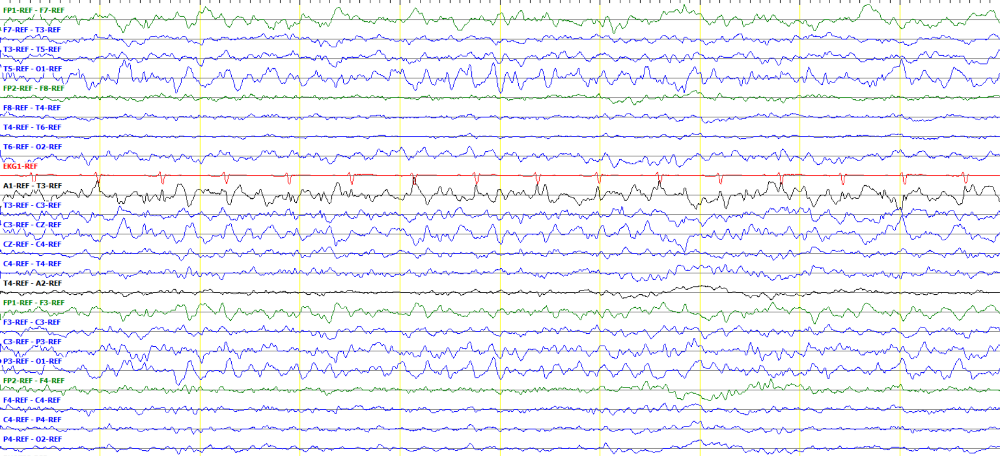 FP1-REF - F7-REF
F7-REF - T3-REF
T3-REF - T5-REF
T5-REF - O1-REF
FP2-REF - F8-REF
F8-REF - T4-REF
T4-REF - T6-REF
T6-REF - O2-REF
EKG1-REF
A1-REF - T3-REF
T3-REF - C3-REF
C3-REF - CZ-REF
CZ-REF - C4-REF
C4-REF - T4-REF
T4-REF - A2-REF
FP1-REF - F3-REF
F3-REF - C3-REF
C3-REF - P3-REF
P3-REF - O1-REF
FP2-REF - F4-REF
F4-REF - C4-REF
C4-REF - P4-REF
P4-REF - O2-REF